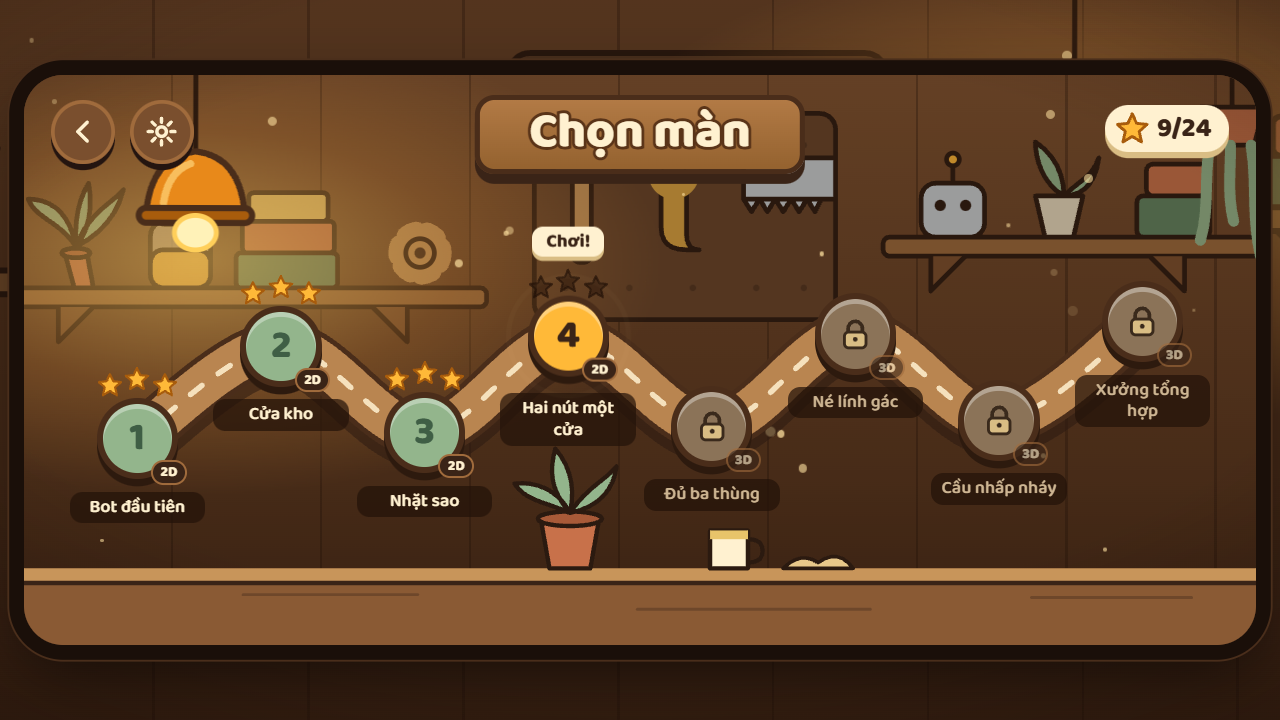 Chọn màn
9/24
Chơi!
1
2D
Bot đầu tiên
2
2D
Cửa kho
3
2D
Nhặt sao
4
2D
Hai nút một
cửa
3D
Đủ ba thùng
3D
Né lính gác
3D
Cầu nhấp nháy
3D
Xưởng tổng
hợp